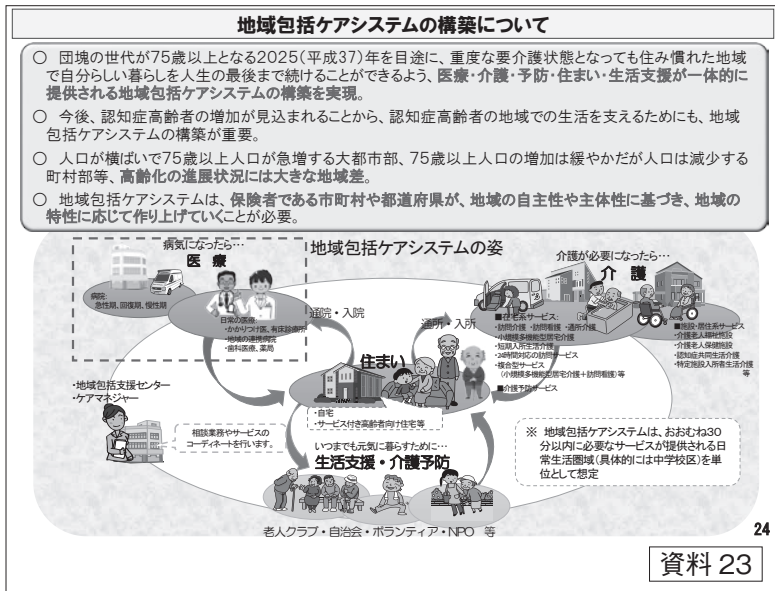 地域包括ケアシステムの構築について
○ 団塊の世代が75歳以上となる2025(平成37)年を目途に、重度な要介護状態となっても住み慣れた地域
で自分らしい暮らしを人生の最後まで続けることができるよう、医療・介護・予防・住まい・生活支援が一体的に
提供される地域包括ケアシステムの構築を実現。
○ 今後、認知症高齢者の増加が見込まれることから、認知症高齢者の地域での生活を支えるためにも、地域
包括ケアシステムの構築が重要。
○ 人口が横ばいで75歳以上人口が急増する大都市部、75歳以上人口の増加は緩やかだが人口は減少する
町村部等、高齢化の進展状況には大きな地域差。
○ 地域包括ケアシステムは、保険者である市町村や都道府県が、地域の自主性や主体性に基づき、地域の
特性に応じて作り上げていくことが必要。
地域包括ケアシステムの姿
病気になったら…
医 療
病院:
急性期、回復期、慢性期
日常の医療:
・かかりつけ医、有床診療所
・地域の連携病院
・歯科医療、薬局
通院・入院
介護が必要になったら…
介 護
通所・入所
■在宅系サービス:
・訪問介護・訪問看護・通所介護
・小規模多機能型居宅介護
・短期入所生活介護
・24時間対応の訪問サービス
・複合型サービス
(小規模多機能型居宅介護+訪問看護)等
■介護予防サービス
■施設・居住系サービス
・介護老人福祉施設
・介護老人保健施設
・認知症共同生活介護
・特定施設入所者生活介護
等
住まい
・自宅
・サービス付き高齢者向け住宅等
・地域包括支援センター
・ケアマネジャー
相談業務やサービスの
コーディネートを行います。
いつまでも元気に暮らすために…
生活支援・介護予防
老人クラブ・自治会・ボランティア・NPO 等
※ 地域包括ケアシステムは、おおむね30
分以内に必要なサービスが提供される日
常生活圏域(具体的には中学校区)を単
位として想定
24
資料 23